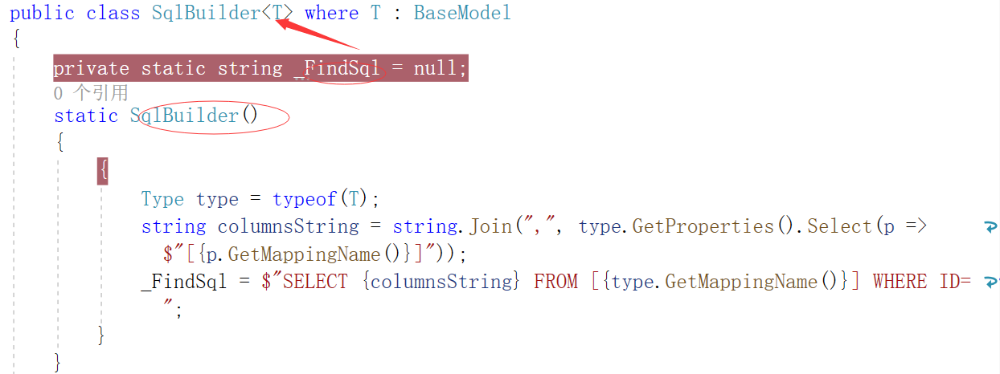 public class SqlBuilder<T> where T : BaseModel
{
private static string _FindSql = null;
0 个引用
static SqlBuilder()
{
{
Type type = typeof(T);
string columnsString = string.Join(",", type.GetProperties().Select(p =>
$"[{p.GetMappingName()}]"));
_FindSql = $"SELECT {columnsString} FROM [{type.GetMappingName()}] WHERE ID=
";
}
}